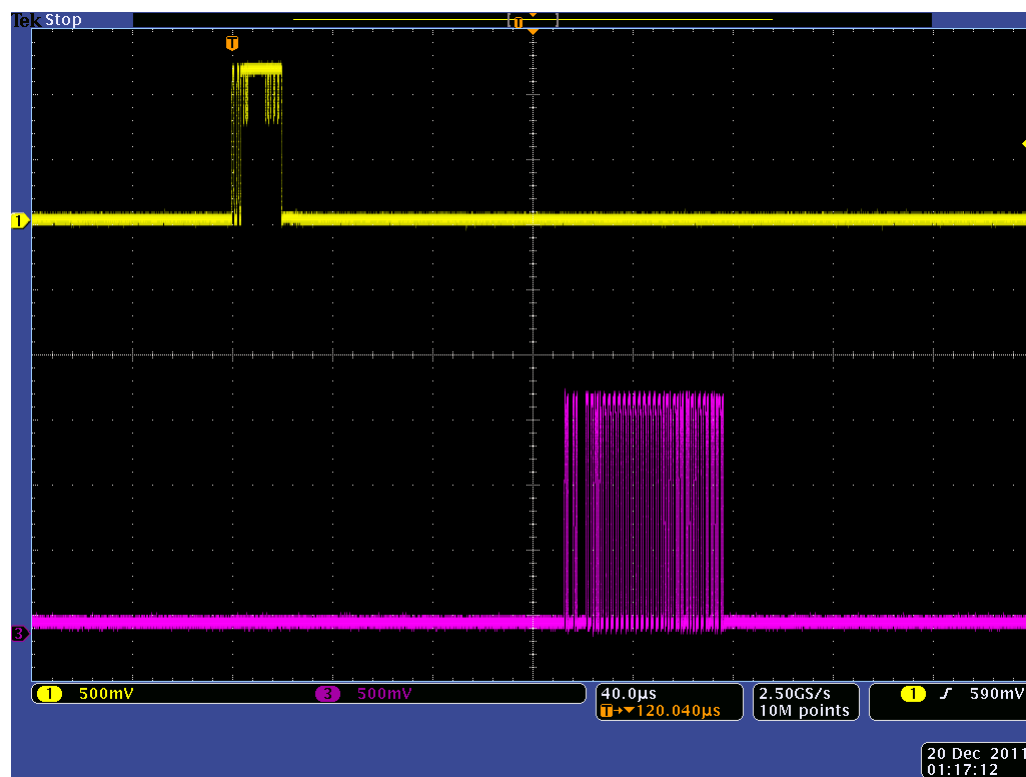 Tek Stop
T
T
1
3
1 500mV 3 500mV 40.0µs 2.50GS/s 1 590mV
T→▼120.040µs 10M points
20 Dec 2011
01:17:12